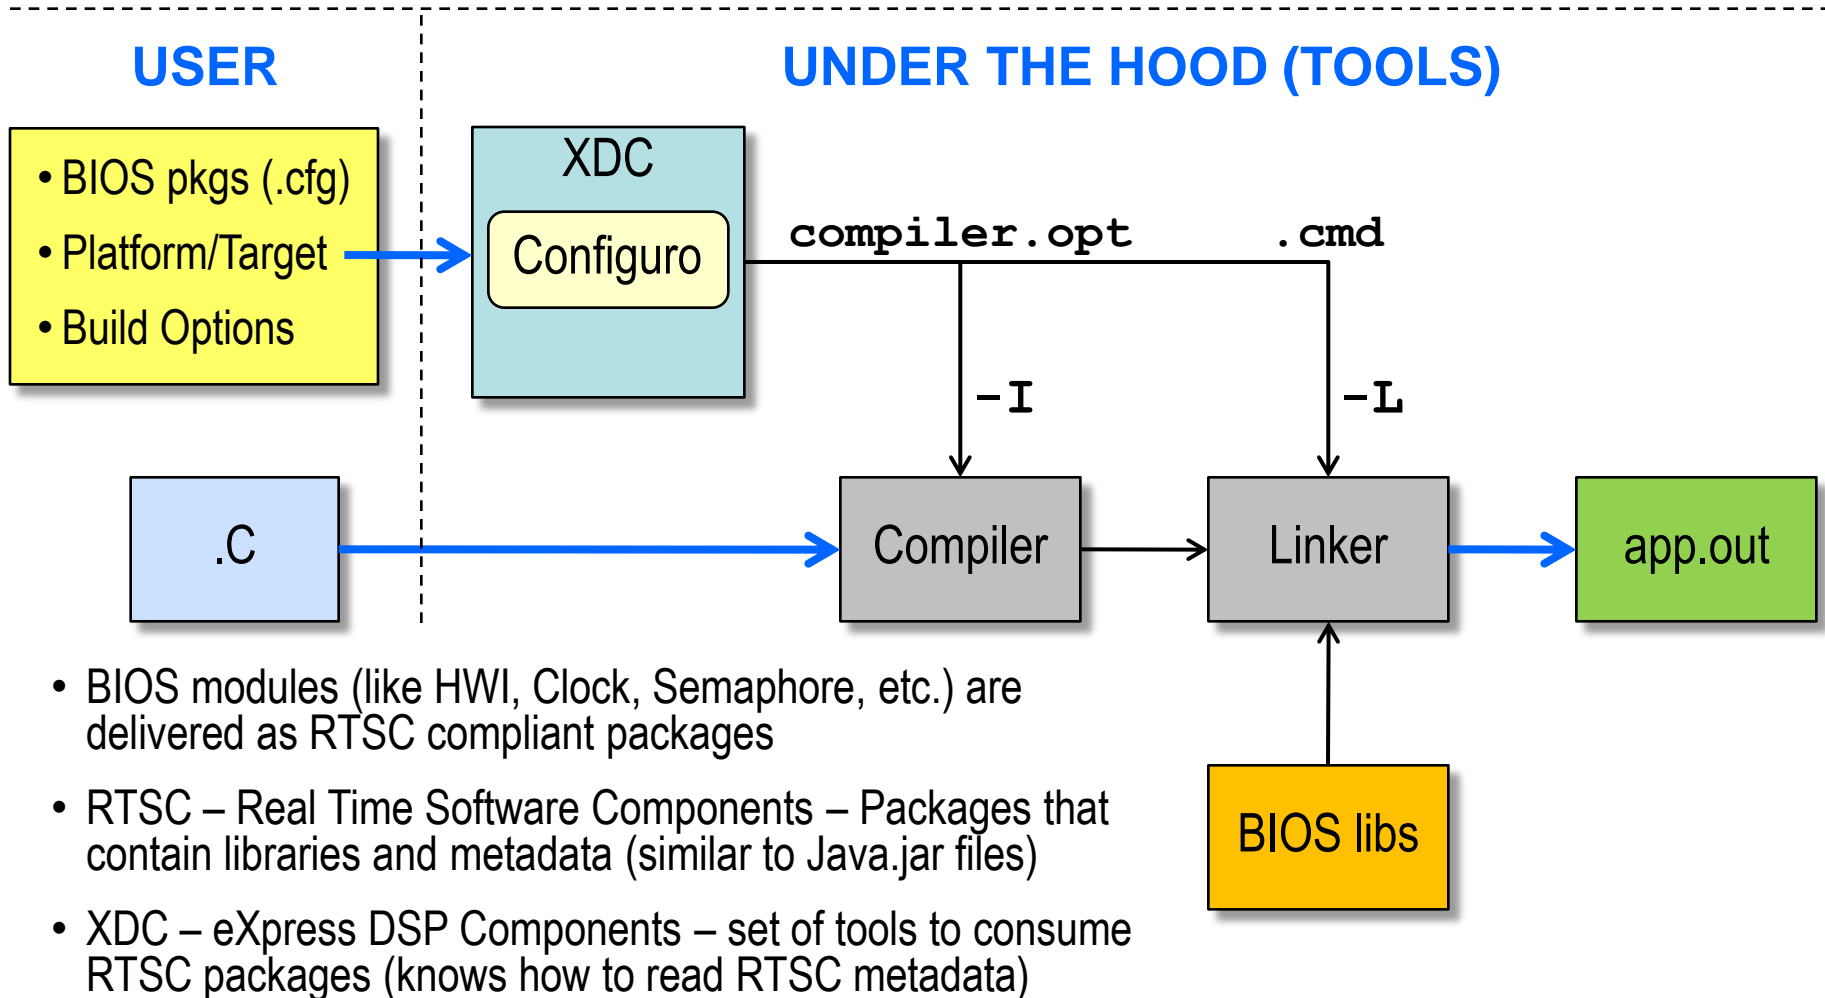 USER
UNDER THE HOOD (TOOLS)
• BIOS pkgs (.cfg)
• Platform/Target
• Build Options
XDC
Configuro
compiler.opt
.cmd
-I
-L
.C
Compiler
Linker
app.out
BIOS libs
• BIOS modules (like HWI, Clock, Semaphore, etc.) are
delivered as RTSC compliant packages
• RTSC – Real Time Software Components – Packages that
contain libraries and metadata (similar to Java.jar files)
• XDC – eXpress DSP Components – set of tools to consume
RTSC packages (knows how to read RTSC metadata)